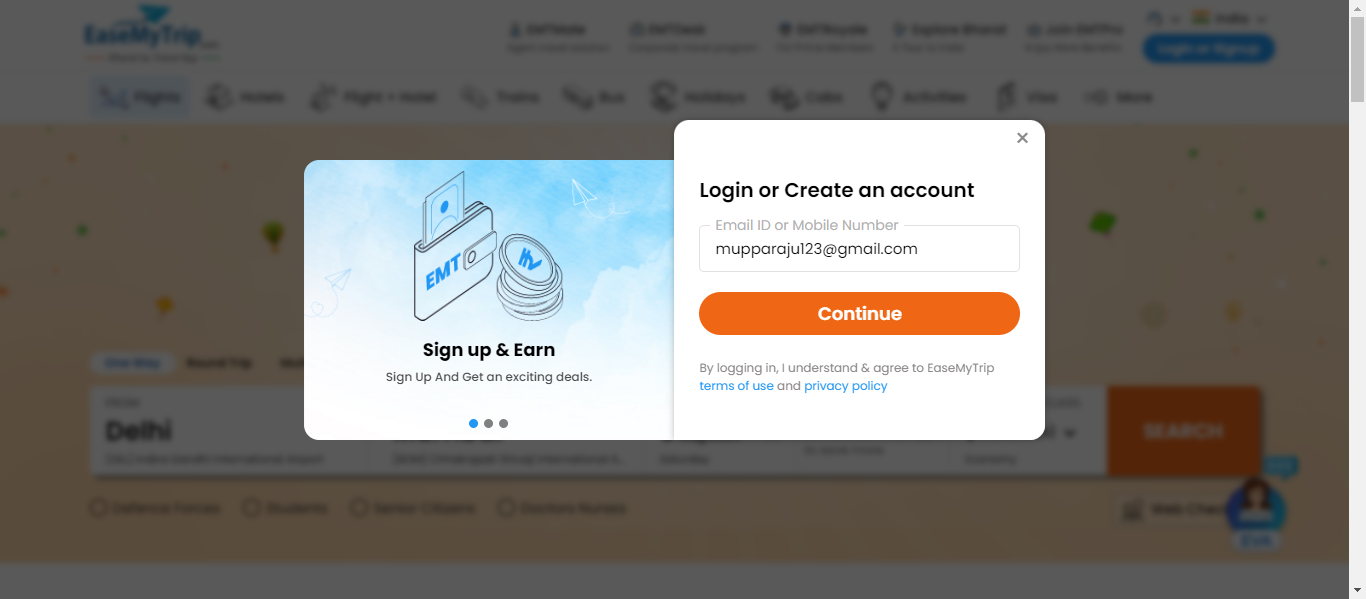 EaseMyTrip
EMTMate
EMTDesk
EMTRoyale
Explore Bharat
Join EMTPro
India
Login or Signup
Flights
Hotels
Flight + Hotel
Trains
Bus
Holidays
Cabs
Activities
Visa
More
EMT
Sign up & Earn
Sign Up And Get an exciting deals.
×
Login or Create an account
Email ID or Mobile Number
mupparaju123@gmail.com
Continue
By logging in, I understand & agree to EaseMyTrip
terms of use and privacy policy
One Way
Round Trip
FROM
Delhi
[DEL] Indira Gandhi International Airport
SEARCH
Defence Forces
Students
Senior Citizens
Doctors Nurses
Web Check
EVA